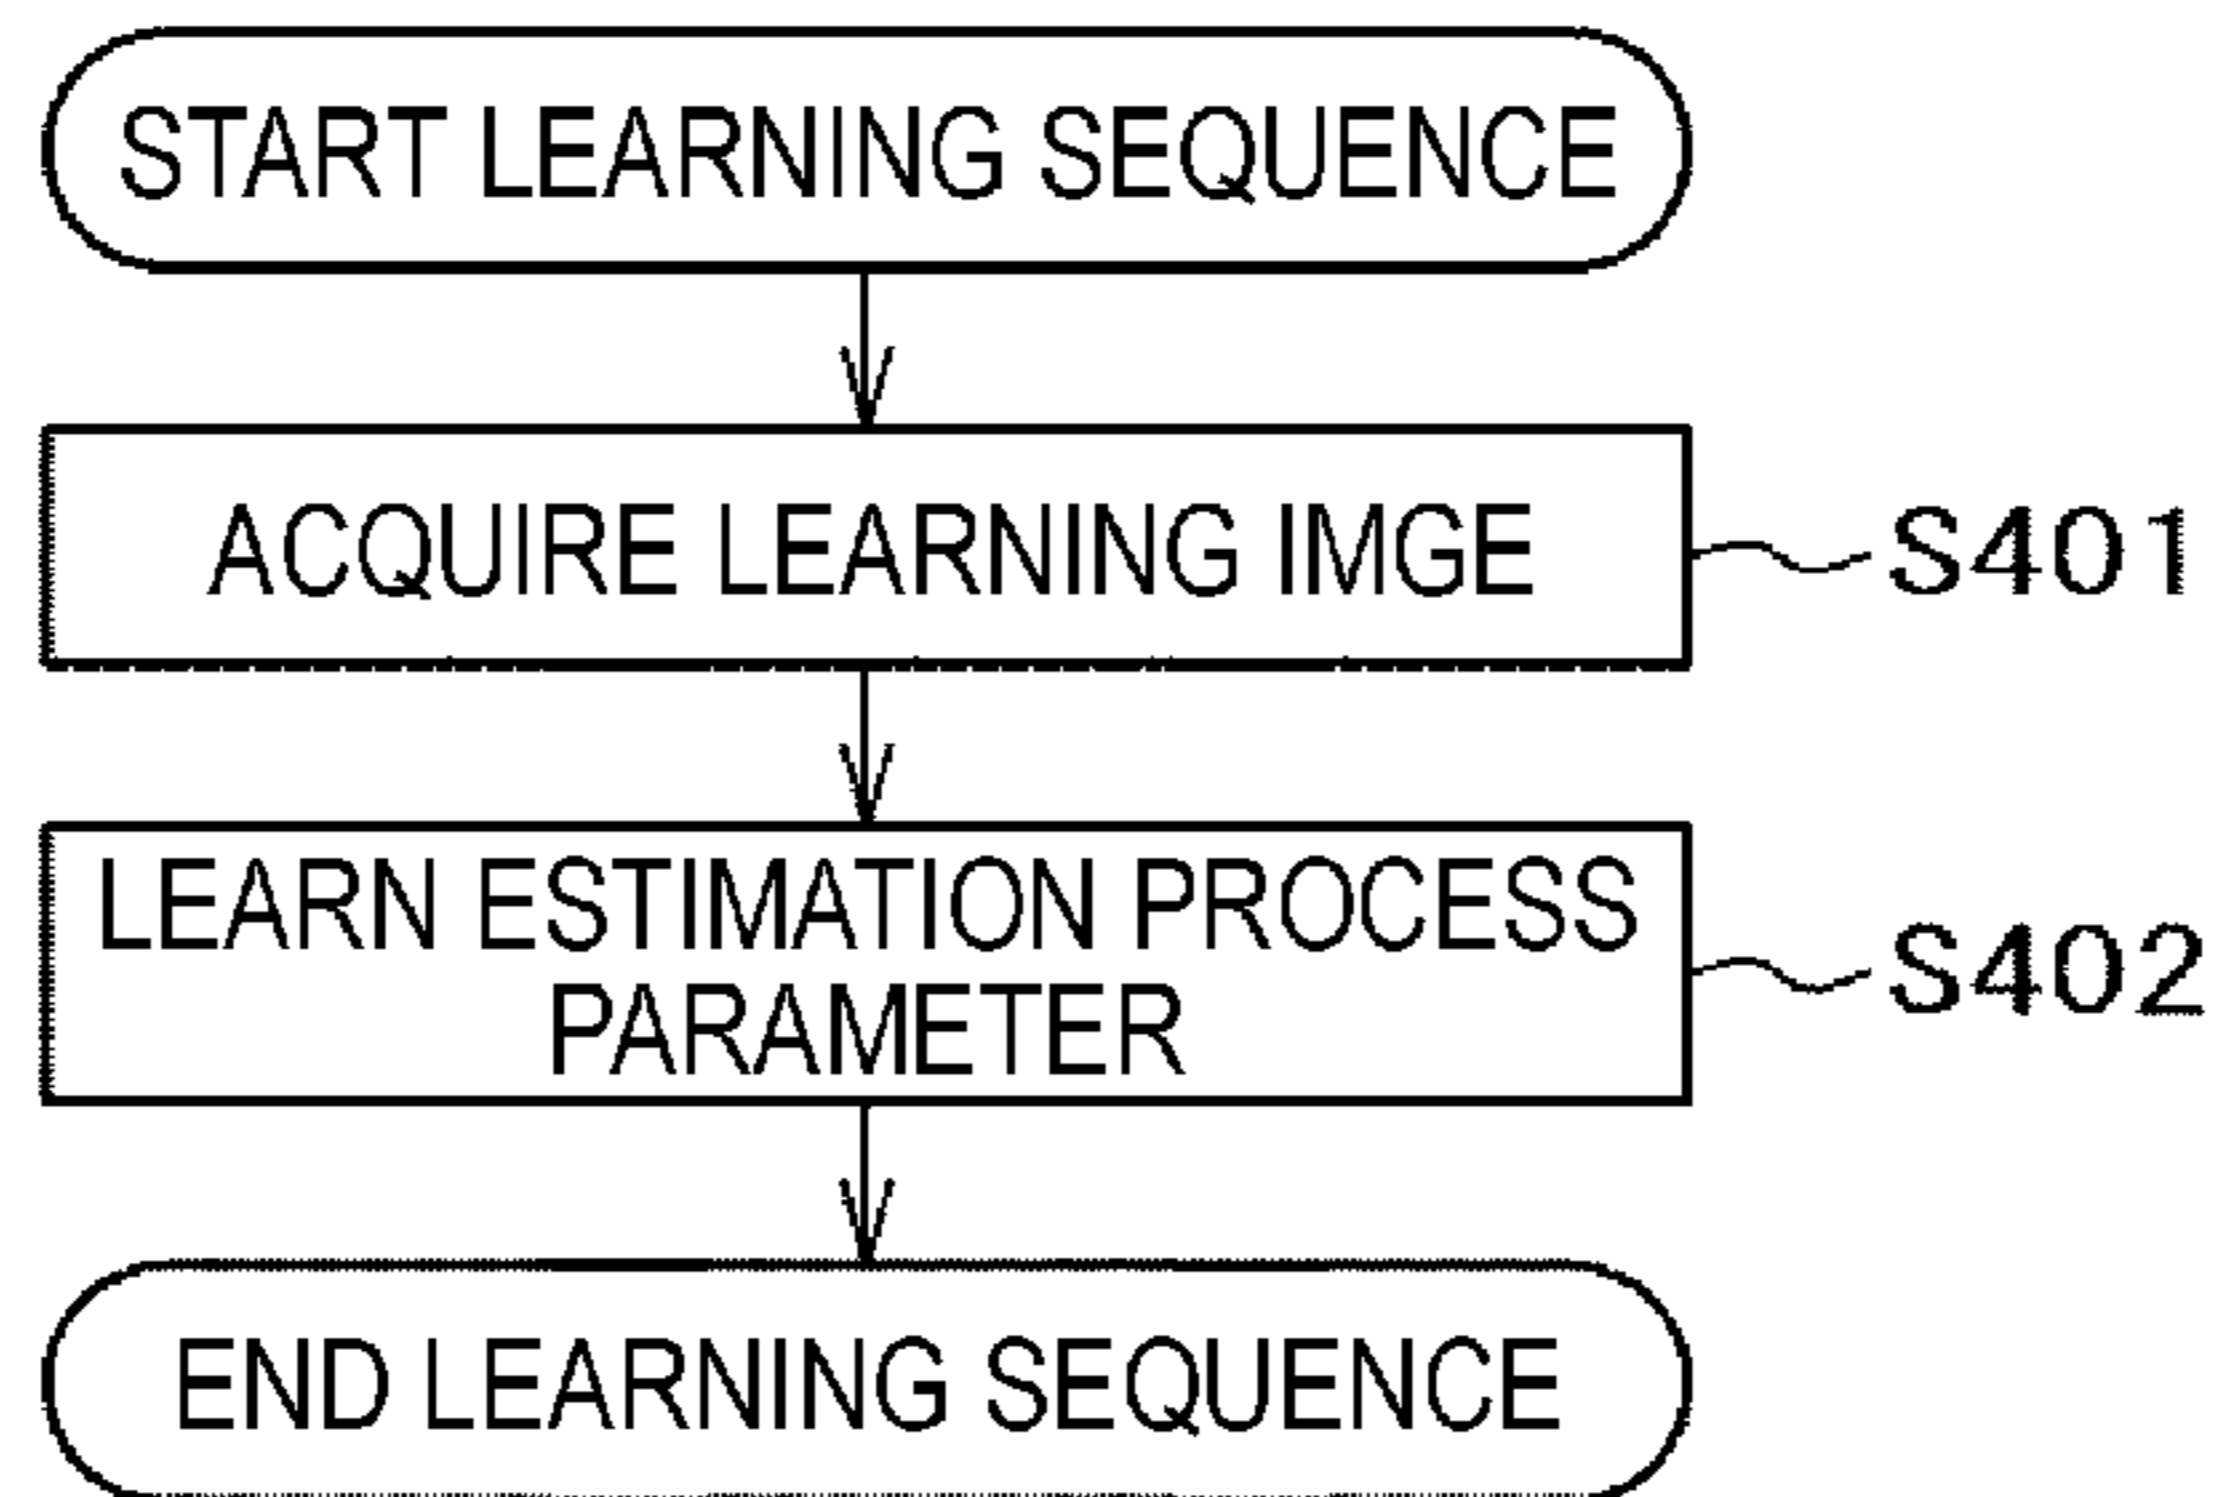 START LEARNING SEQUENCE
ACQUIRE LEARNING IMGE
S401
LEARN ESTIMATION PROCESS
PARAMETER
S402
END LEARNING SEQUENCE